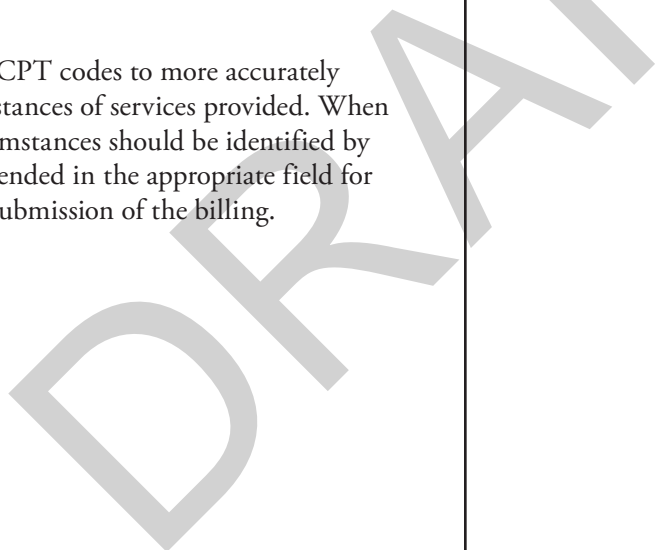 CPT codes to more accurately
stances of services provided. When
mstances should be identified by
ended in the appropriate field for
ubmission of the billing.
DRA